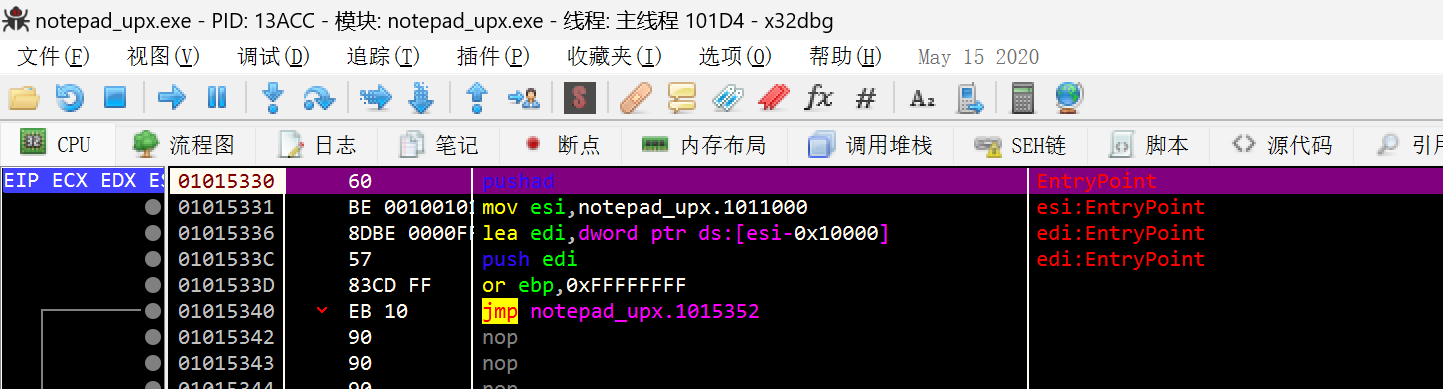 notepad_upx.exe - PID: 13ACC - 模块: notepad_upx.exe - 线程: 主线程 101D4 - x32dbg
文件(F) 视图(V) 调试(D) 追踪(T) 插件(P) 收藏夹(I) 选项(O) 帮助(H) May 15 2020
S fx # A₂
CPU 流程图 日志 笔记 断点 内存布局 调用堆栈 SEH链 脚本 源代码 引用
EIP ECX EDX ES 01015330 60 pushad EntryPoint
01015331 BE 00100101 mov esi,notepad_upx.1011000 esi:EntryPoint
01015336 8DBE 0000FF lea edi,dword ptr ds:[esi-0x10000] edi:EntryPoint
0101533C 57 push edi edi:EntryPoint
0101533D 83CD FF or ebp,0xFFFFFFFF
01015340 EB 10 jmp notepad_upx.1015352
01015342 90 nop
01015343 90 nop
01015344 90 nop